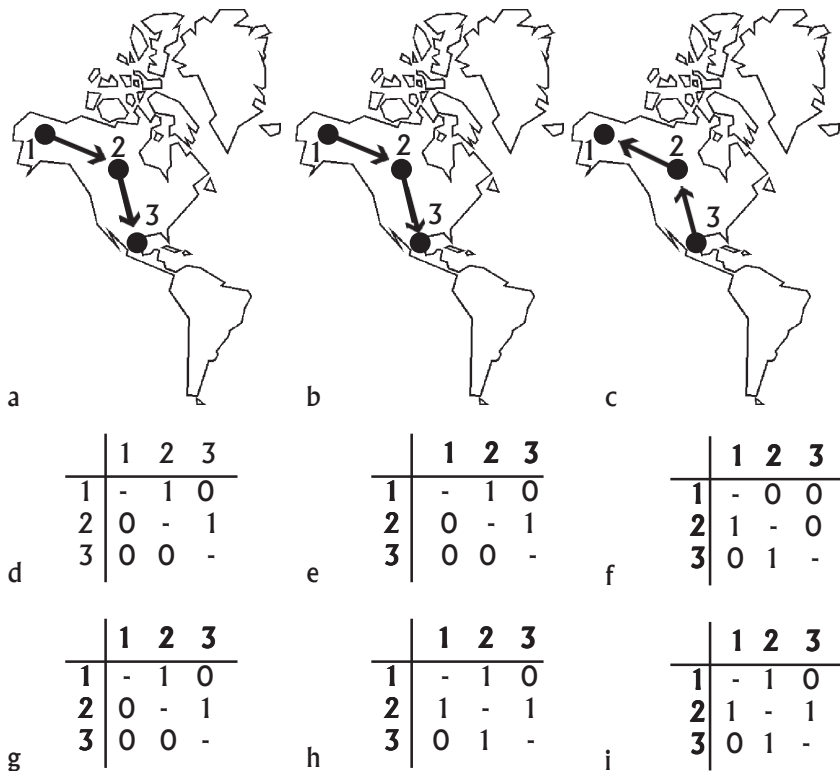 1 2 3
1 2 3
1 2 3
a b c
1 2 3
1 - 1 0
2 0 - 1
3 0 0 -
d
1 2 3
1 - 1 0
2 0 - 1
3 0 0 -
e
1 2 3
1 - 0 0
2 1 - 0
3 0 1 -
f
1 2 3
1 - 1 0
2 0 - 1
3 0 0 -
g
1 2 3
1 - 1 0
2 1 - 1
3 0 1 -
h
1 2 3
1 - 1 0
2 1 - 1
3 0 1 -
i